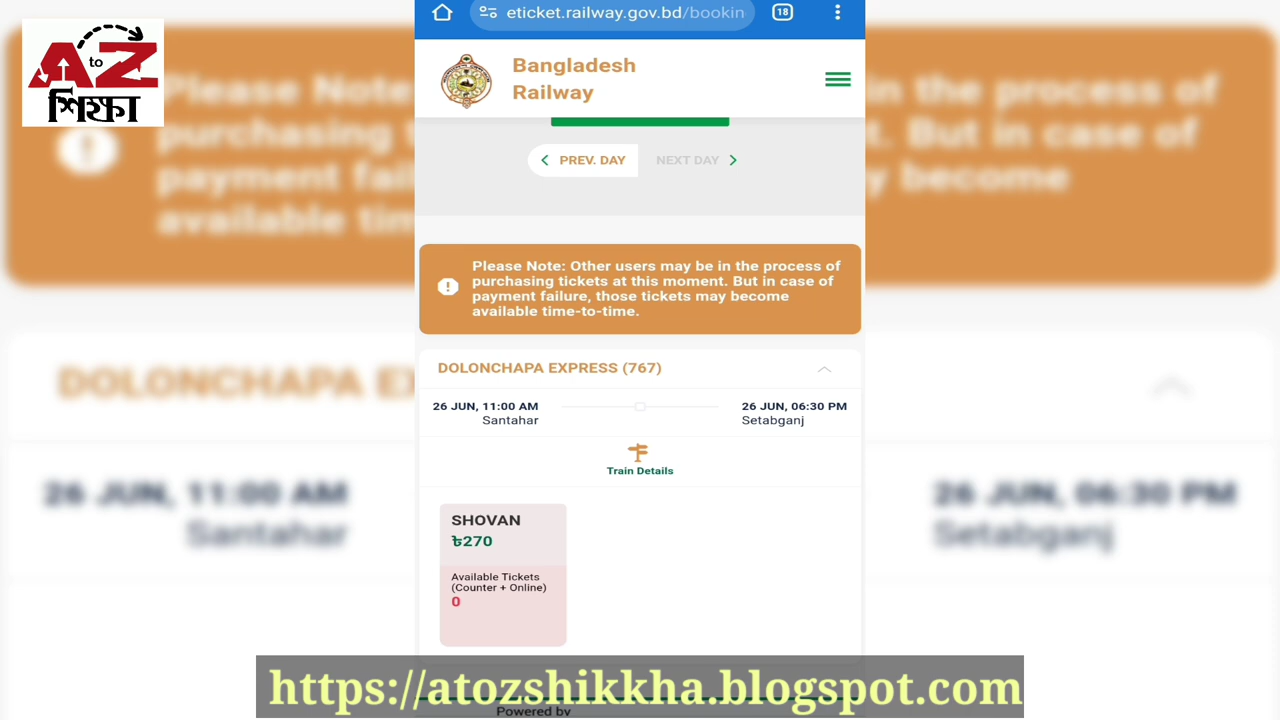 A to Z
শিক্ষা
eticket.railway.gov.bd/bookin
18
Bangladesh
Railway
PREV. DAY
NEXT DAY
Please Note: Other users may be in the process of
purchasing tickets at this moment. But in case of
payment failure, those tickets may become
available time-to-time.
DOLONCHAPA EXPRESS (767)
26 JUN, 11:00 AM
Santahar
26 JUN, 06:30 PM
Setabganj
Train Details
SHOVAN
৳270
Available Tickets
(Counter + Online)
0
https://atozshikkha.blogspot.com
Powered by